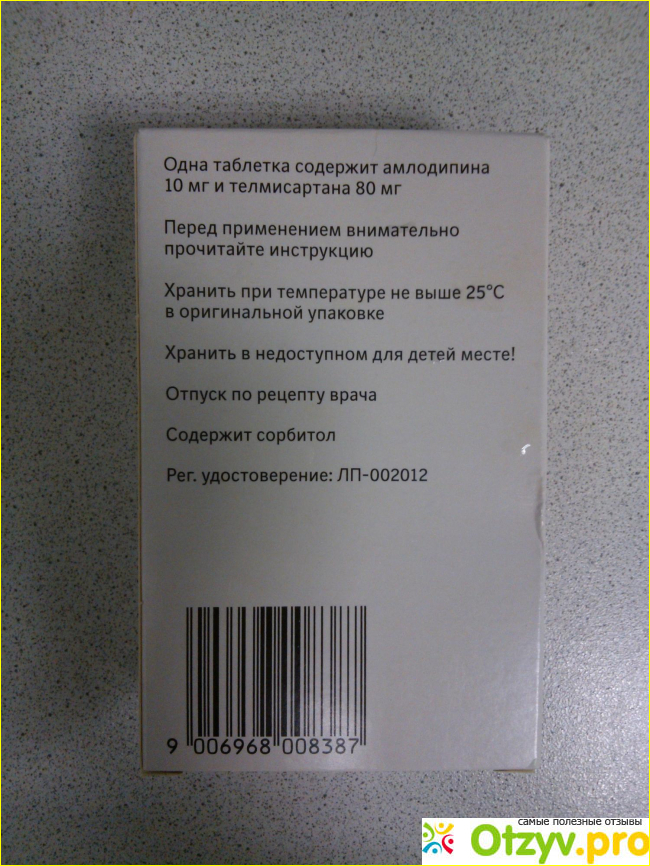 Одна таблетка содержит амлодипина
10 мг и телмисартана 80 мг
Перед применением внимательно
прочитайте инструкцию
Хранить при температуре не выше 25°C
в оригинальной упаковке
Хранить в недоступном для детей месте!
Отпуск по рецепту врача
Содержит сорбитол
Рег. удостоверение: ЛП-002012
9 006968 008387
самые полезные отзывы
Otzyv.pro